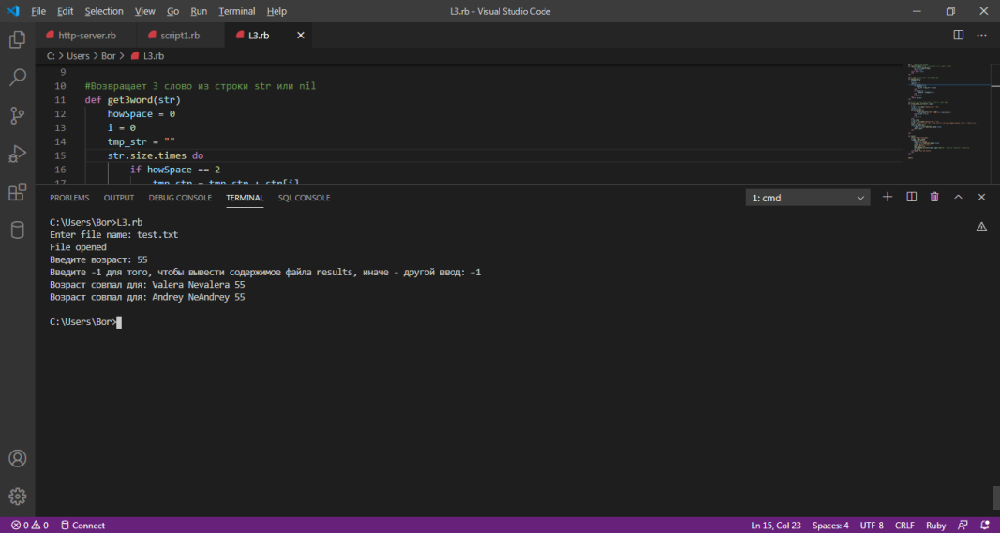 File Edit Selection View Go Run Terminal Help L3.rb - Visual Studio Code
http-server.rb script1.rb L3.rb
C: > Users > Bor > L3.rb
9
10 #Возвращает 3 слово из строки str или nil
11 def get3word(str)
12 howSpace = 0
13 i = 0
14 tmp_str = ""
15 str.size.times do
16 if howSpace == 2
17 tmp_str = tmp_str + str[i]
PROBLEMS OUTPUT DEBUG CONSOLE TERMINAL SQL CONSOLE 1: cmd
C:\Users\Bor>L3.rb
Enter file name: test.txt
File opened
Введите возраст: 55
Введите -1 для того, чтобы вывести содержимое файла results, иначе - другой ввод: -1
Возраст совпал для: Valera Nevalera 55
Возраст совпал для: Andrey NeAndrey 55
C:\Users\Bor>
0 0 Connect Ln 15, Col 23 Spaces: 4 UTF-8 CRLF Ruby